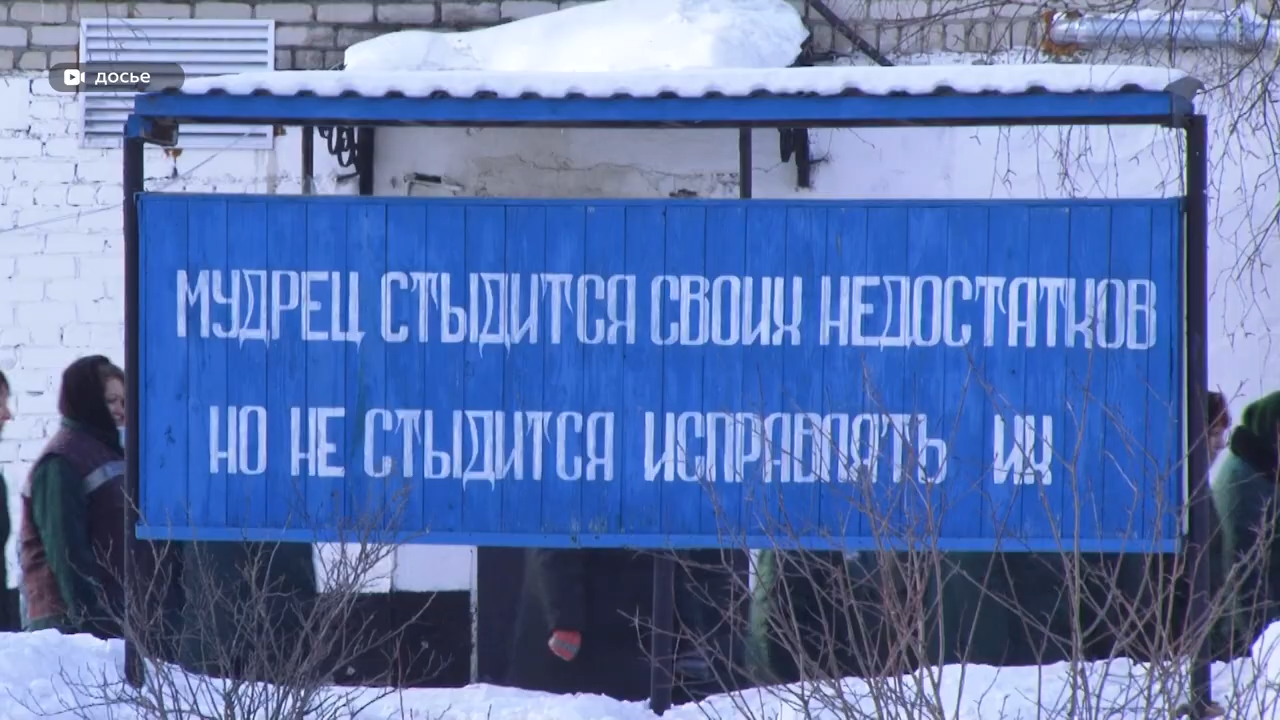 досье
МУДРЕЦ СТЫДИТСЯ СВОИХ НЕДОСТАТКОВ
НО НЕ СТЫДИТСЯ ИСПРАВЛЯТЬ ИХ